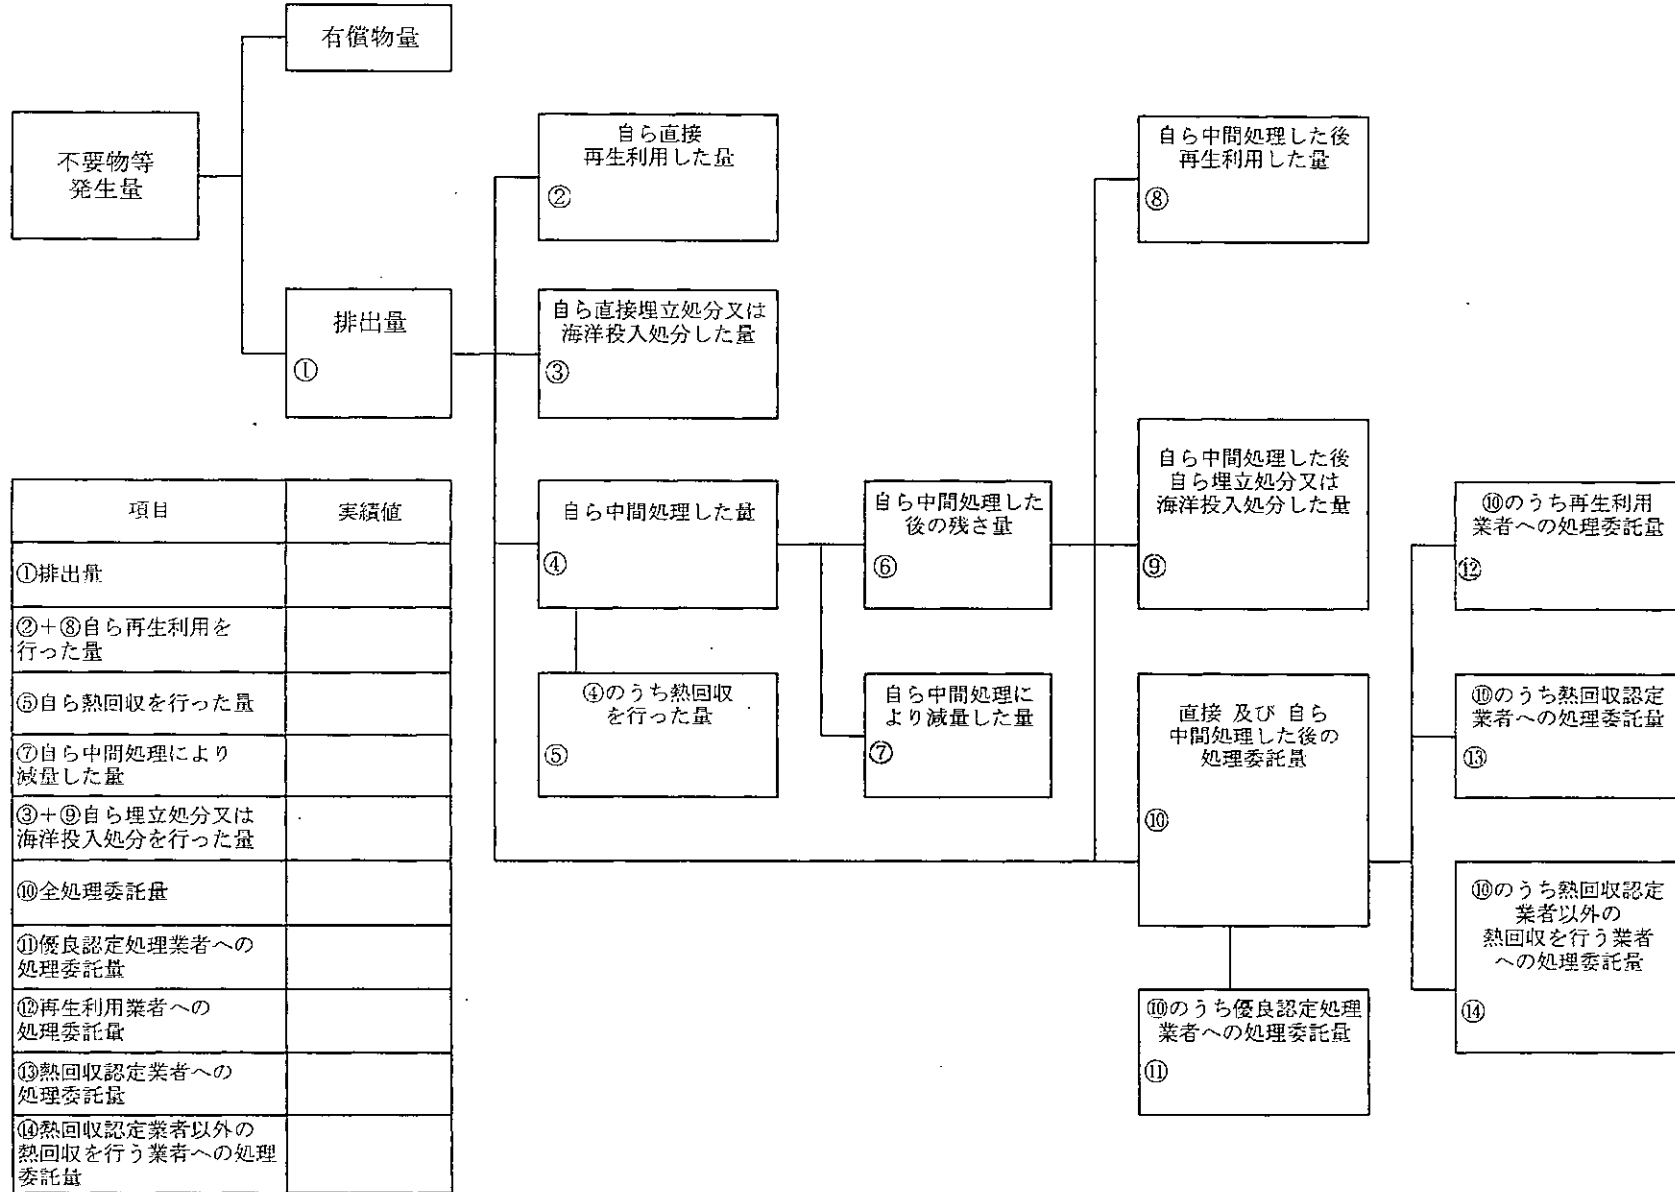 有償物量
不要物等
発生量
排出量
①
自ら直接
再生利用した量
②
自ら直接埋立処分又は
海洋投入処分した量
③
自ら中間処理した量
④
④のうち熱回収
を行った量
⑤
自ら中間処理した
後の残さ量
⑥
自ら中間処理に
より減量した量
⑦
自ら中間処理した後
再生利用した量
⑧
自ら中間処理した後
自ら埋立処分又は
海洋投入処分した量
⑨
直接 及び 自ら
中間処理した後の
処理委託量
⑩
⑩のうち優良認定処理
業者への処理委託量
⑪
⑩のうち再生利用
業者への処理委託量
⑫
⑩のうち熱回収認定
業者への処理委託量
⑬
⑩のうち熱回収認定
業者以外の
熱回収を行う業者
への処理委託量
⑭
項目 実績値
①排出量
②+⑧自ら再生利用を
行った量
⑤自ら熱回収を行った量
⑦自ら中間処理により
減量した量
③+⑨自ら埋立処分又は
海洋投入処分を行った量
⑩全処理委託量
⑪優良認定処理業者への
処理委託量
⑫再生利用業者への
処理委託量
⑬熱回収認定業者への
処理委託量
⑭熱回収認定業者以外の
熱回収を行う業者への処理
委託量